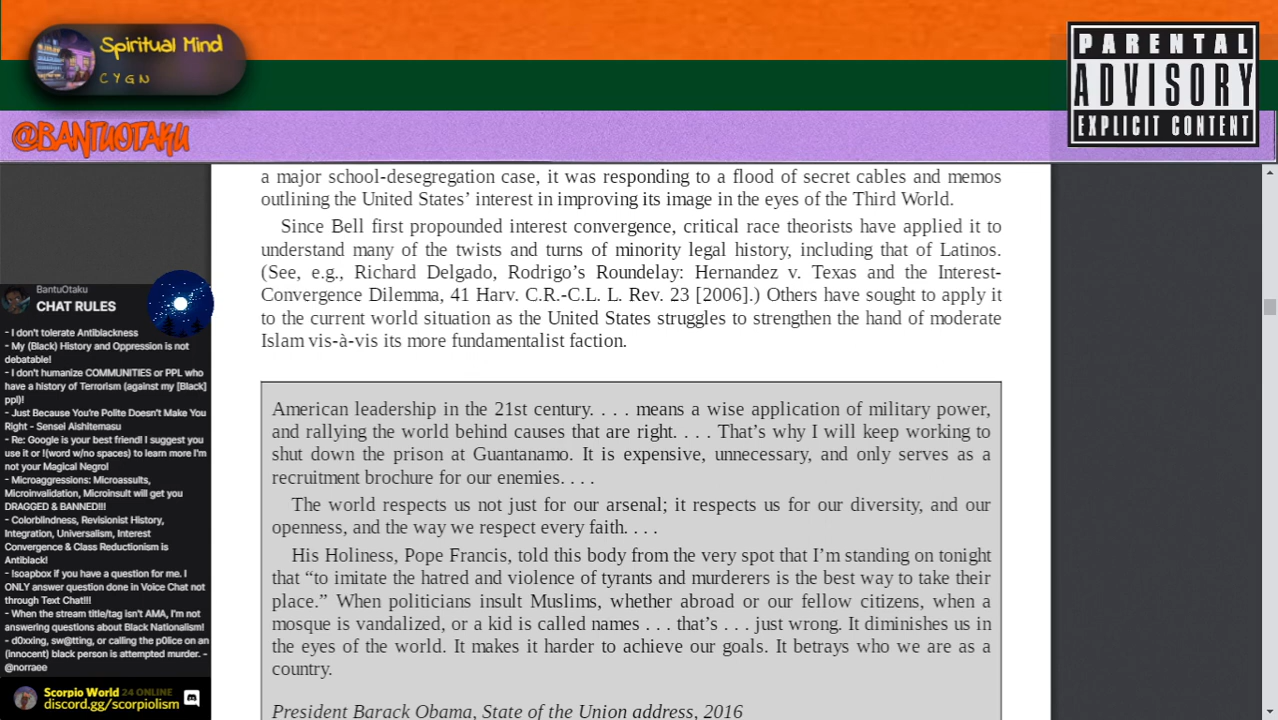 Spiritual Mind
CYGN
PARENTAL
ADVISORY
EXPLICIT CONTENT
@BANTUOTAKU
a major school-desegregation case, it was responding to a flood of secret cables and memos
outlining the United States’ interest in improving its image in the eyes of the Third World.
Since Bell first propounded interest convergence, critical race theorists have applied it to
understand many of the twists and turns of minority legal history, including that of Latinos.
(See, e.g., Richard Delgado, Rodrigo’s Roundelay: Hernandez v. Texas and the Interest-
Convergence Dilemma, 41 Harv. C.R.-C.L. L. Rev. 23 [2006].) Others have sought to apply it
to the current world situation as the United States struggles to strengthen the hand of moderate
Islam vis-à-vis its more fundamentalist faction.
American leadership in the 21st century. . . . means a wise application of military power,
and rallying the world behind causes that are right. . . . That’s why I will keep working to
shut down the prison at Guantanamo. It is expensive, unnecessary, and only serves as a
recruitment brochure for our enemies. . . .
The world respects us not just for our arsenal; it respects us for our diversity, and our
openness, and the way we respect every faith. . . .
His Holiness, Pope Francis, told this body from the very spot that I’m standing on tonight
that “to imitate the hatred and violence of tyrants and murderers is the best way to take their
place.” When politicians insult Muslims, whether abroad or our fellow citizens, when a
mosque is vandalized, or a kid is called names . . . that’s . . . just wrong. It diminishes us in
the eyes of the world. It makes it harder to achieve our goals. It betrays who we are as a
country.
President Barack Obama, State of the Union address, 2016
BantuOtaku
CHAT RULES
- I don't tolerate Antiblackness
- My (Black) History and Oppression is not
debatable!
- I don't humanize COMMUNITIES or PPL who
have a history of Terrorism (against my [Black]
ppl)!
- Just Because You're Polite Doesn't Make You
Right - Sensei Aishitemasu
- Re: Google is your best friend! I suggest you
use it or !(word w/no spaces) to learn more I'm
not your Magical Negro!
- Microaggressions: Microassults,
Microinvalidation, Microinsult will get you
DRAGGED & BANNED!!!
- Colorblindness, Revisionist History,
Integration, Universalism, Interest
Convergence & Class Reductionism is
Antiblack!
- !soapbox if you have a question for me. I
ONLY answer question done in Voice Chat not
through Text Chat!!!
- When the stream title/tag isn't AMA, I'm not
answering questions about Black Nationalism!
- d0xxing, sw@tting, or calling the p0lice on an
(innocent) black person is attempted murder. -
@norraee
Scorpio World 24 ONLINE
discord.gg/scorpiolism